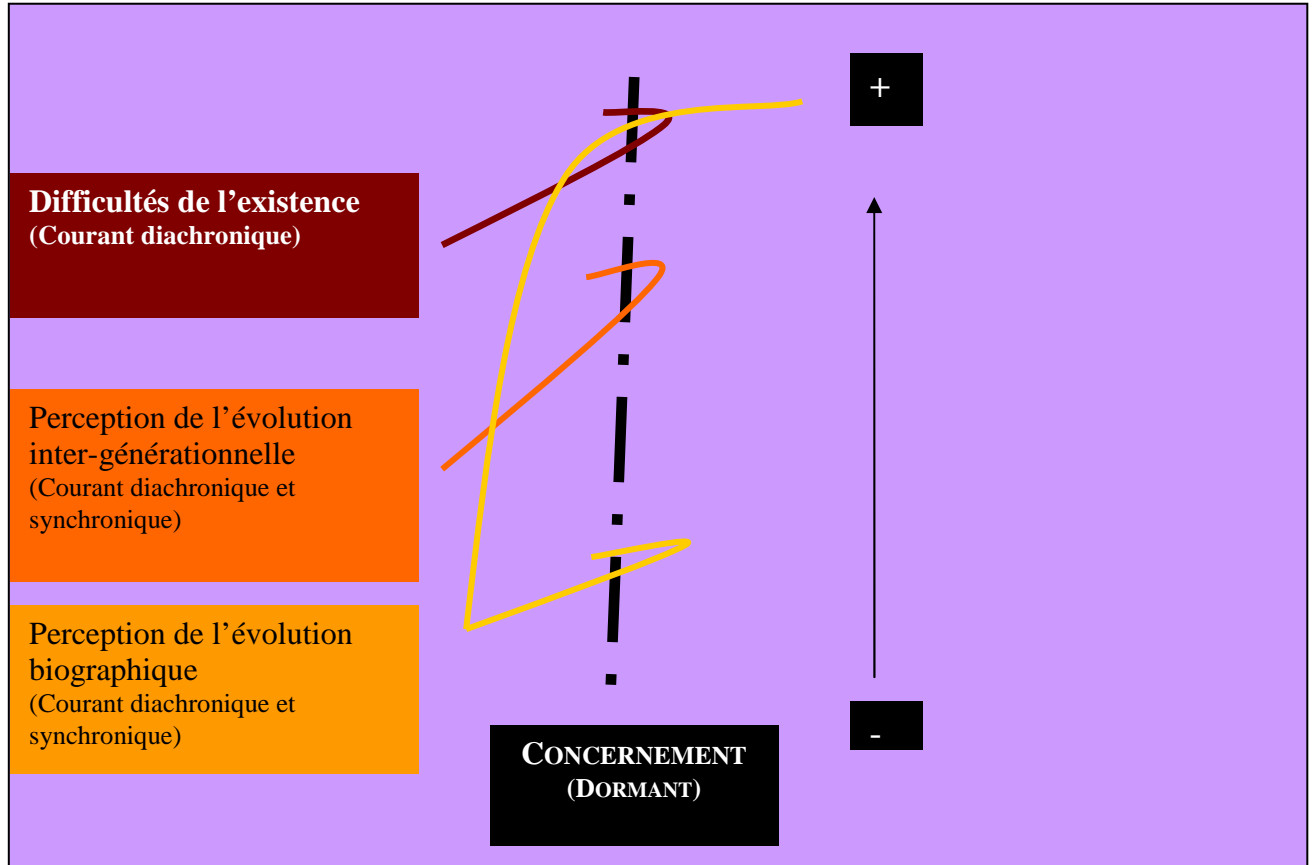 +
Difficultés de l’existence
(Courant diachronique)
Perception de l’évolution
inter-générationnelle
(Courant diachronique et
synchronique)
Perception de l’évolution
biographique
(Courant diachronique et
synchronique)
-
CONCERNEMENT
(DORMANT)